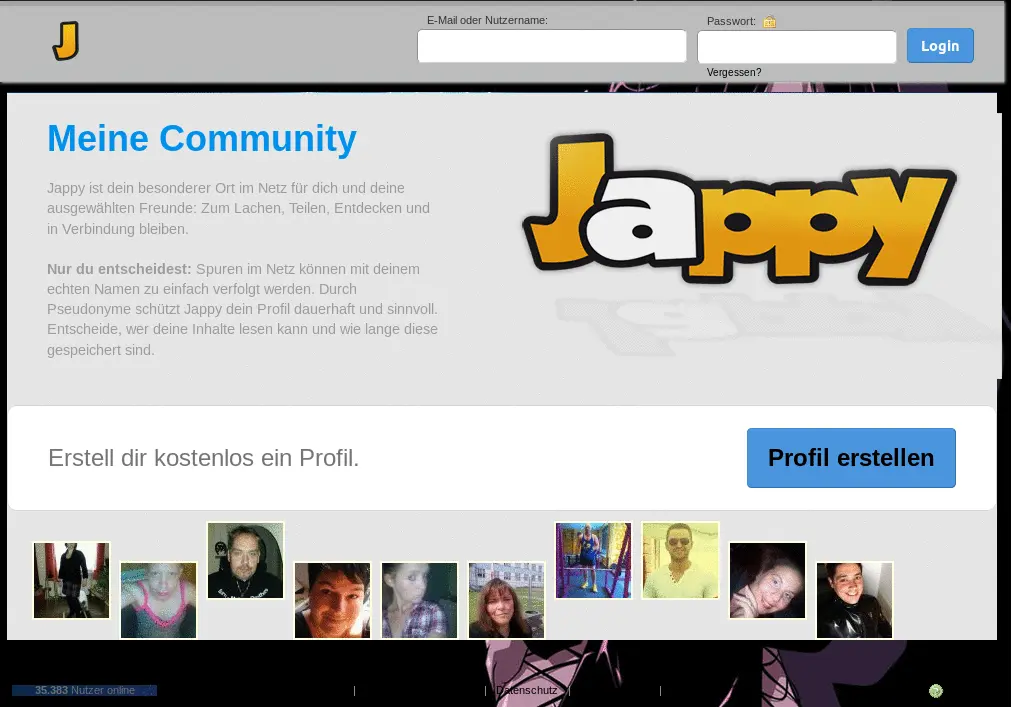 E-Mail oder Nutzername:
Passwort:
Login
Vergessen?
Meine Community
Jappy ist dein besonderer Ort im Netz für dich und deine
ausgewählten Freunde: Zum Lachen, Teilen, Entdecken und
in Verbindung bleiben.
Nur du entscheidest: Spuren im Netz können mit deinem
echten Namen zu einfach verfolgt werden. Durch
Pseudonyme schützt Jappy dein Profil dauerhaft und sinnvoll.
Entscheide, wer deine Inhalte lesen kann und wie lange diese
gespeichert sind.
Jappy
Erstell dir kostenlos ein Profil.
Profil erstellen
35.383 Nutzer online
| | Datenschutz | |